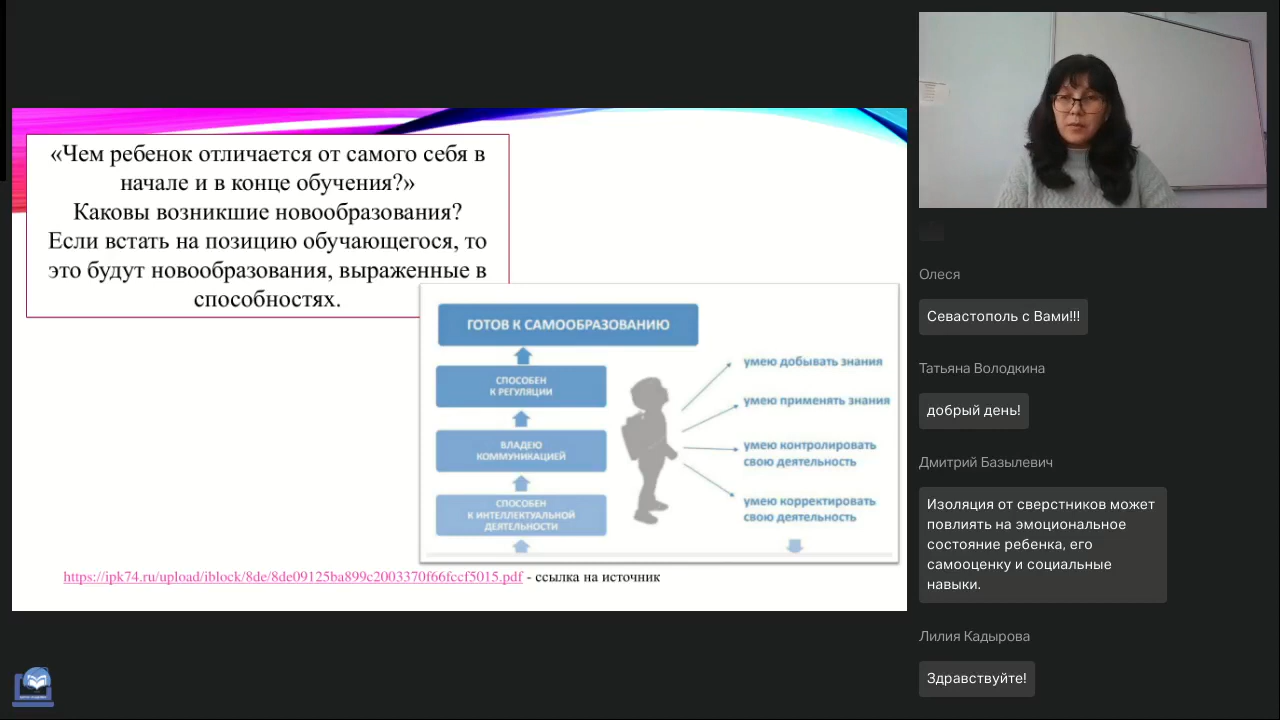 «Чем ребенок отличается от самого себя в
начале и в конце обучения?»
Каковы возникшие новообразования?
Если встать на позицию обучающегося, то
это будут новообразования, выраженные в
способностях.
ГОТОВ К САМООБРАЗОВАНИЮ
СПОСОБЕН
К РЕГУЛЯЦИИ
ВЛАДЕЮ
КОММУНИКАЦИЕЙ
СПОСОБЕН
К ИНТЕЛЛЕКТУАЛЬНОЙ
ДЕЯТЕЛЬНОСТИ
умею добывать знания
умею применять знания
умею контролировать
свою деятельность
умею корректировать
свою деятельность
https://ipk74.ru/upload/iblock/8de/8de09125ba899c2003370f66fccf5015.pdf - ссылка на источник
Олеся
Севастополь с Вами!!!
Татьяна Володкина
добрый день!
Дмитрий Базылевич
Изоляция от сверстников может
повлиять на эмоциональное
состояние ребенка, его
самооценку и социальные
навыки.
Лилия Кадырова
Здравствуйте!